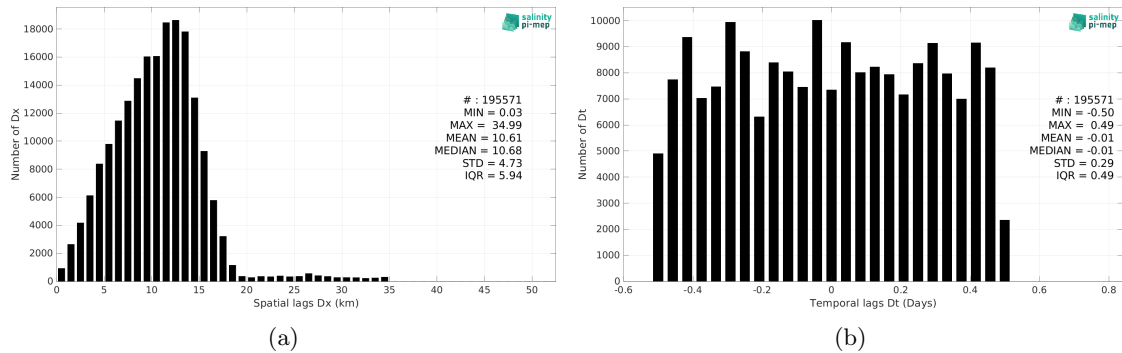 salinity
pi-mep
18000
16000
14000
12000
10000
8000
6000
4000
2000
0
Number of Dx
# : 195571
MIN = 0.03
MAX = 34.99
MEAN = 10.61
MEDIAN = 10.68
STD = 4.73
IQR = 5.94
0 5 10 15 20 25 30 35 40 45 50
Spatial lags Dx (km)
(a)
salinity
pi-mep
10000
9000
8000
7000
6000
5000
4000
3000
2000
1000
0
Number of Dt
# : 195571
MIN = -0.50
MAX = 0.49
MEAN = -0.01
MEDIAN = -0.01
STD = 0.29
IQR = 0.49
-0.6 -0.4 -0.2 0.0 0.2 0.4 0.6 0.8
Temporal lags Dt (Days)
(b)